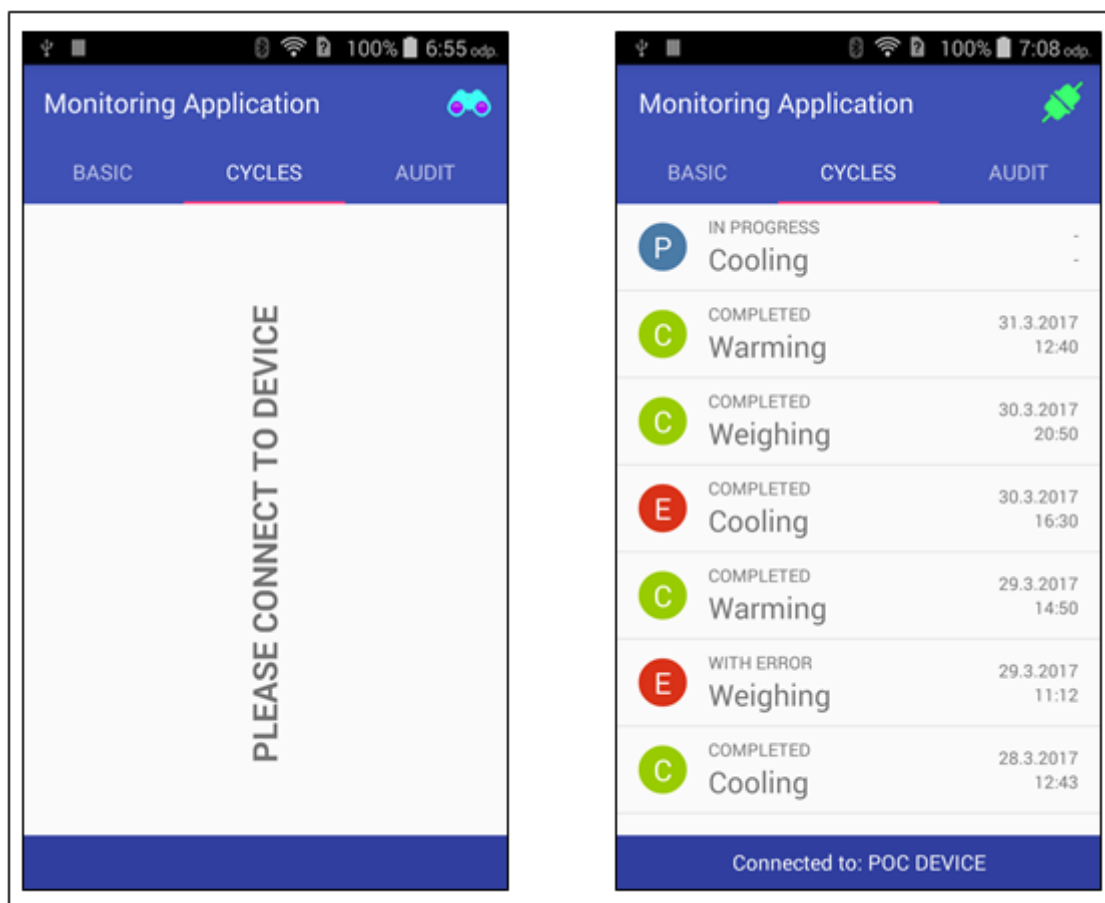 100% 6:55 odp.
Monitoring Application
BASIC CYCLES AUDIT
PLEASE CONNECT TO DEVICE
100% 7:08 odp.
Monitoring Application
BASIC CYCLES AUDIT
P
IN PROGRESS -
Cooling -
C
COMPLETED 31.3.2017
Warming 12:40
C
COMPLETED 30.3.2017
Weighing 20:50
E
COMPLETED 30.3.2017
Cooling 16:30
C
COMPLETED 29.3.2017
Warming 14:50
E
WITH ERROR 29.3.2017
Weighing 11:12
C
COMPLETED 28.3.2017
Cooling 12:43
Connected to: POC DEVICE